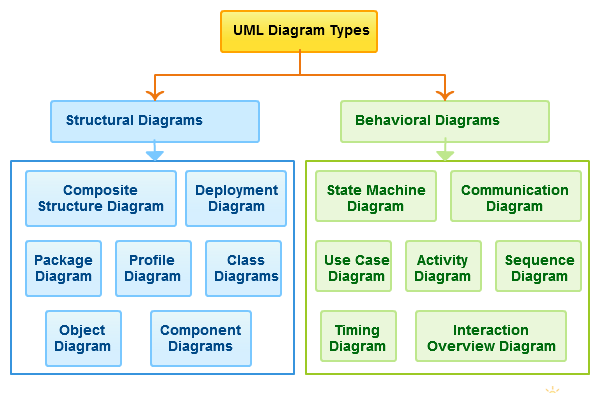 UML Diagram Types
Structural Diagrams
Behavioral Diagrams
Composite
Structure Diagram
Deployment
Diagram
Package
Diagram
Profile
Diagram
Class
Diagrams
Object
Diagram
Component
Diagrams
State Machine
Diagram
Communication
Diagram
Use Case
Diagram
Activity
Diagram
Sequence
Diagram
Timing
Diagram
Interaction
Overview Diagram